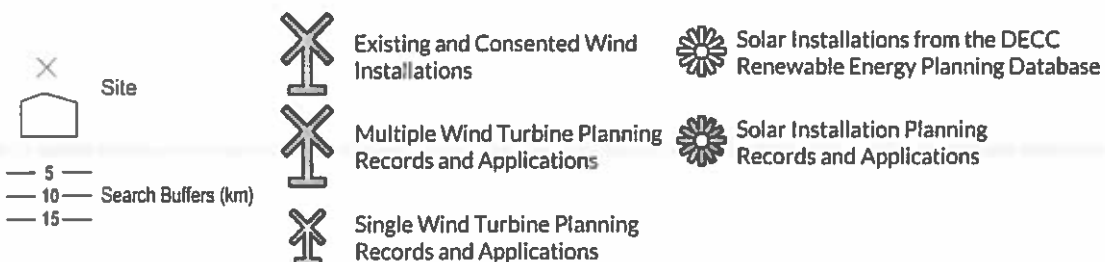 Site
5
10
15
Search Buffers (km)
Existing and Consented Wind
Installations
Multiple Wind Turbine Planning
Records and Applications
Single Wind Turbine Planning
Records and Applications
Solar Installations from the DECC
Renewable Energy Planning Database
Solar Installation Planning
Records and Applications